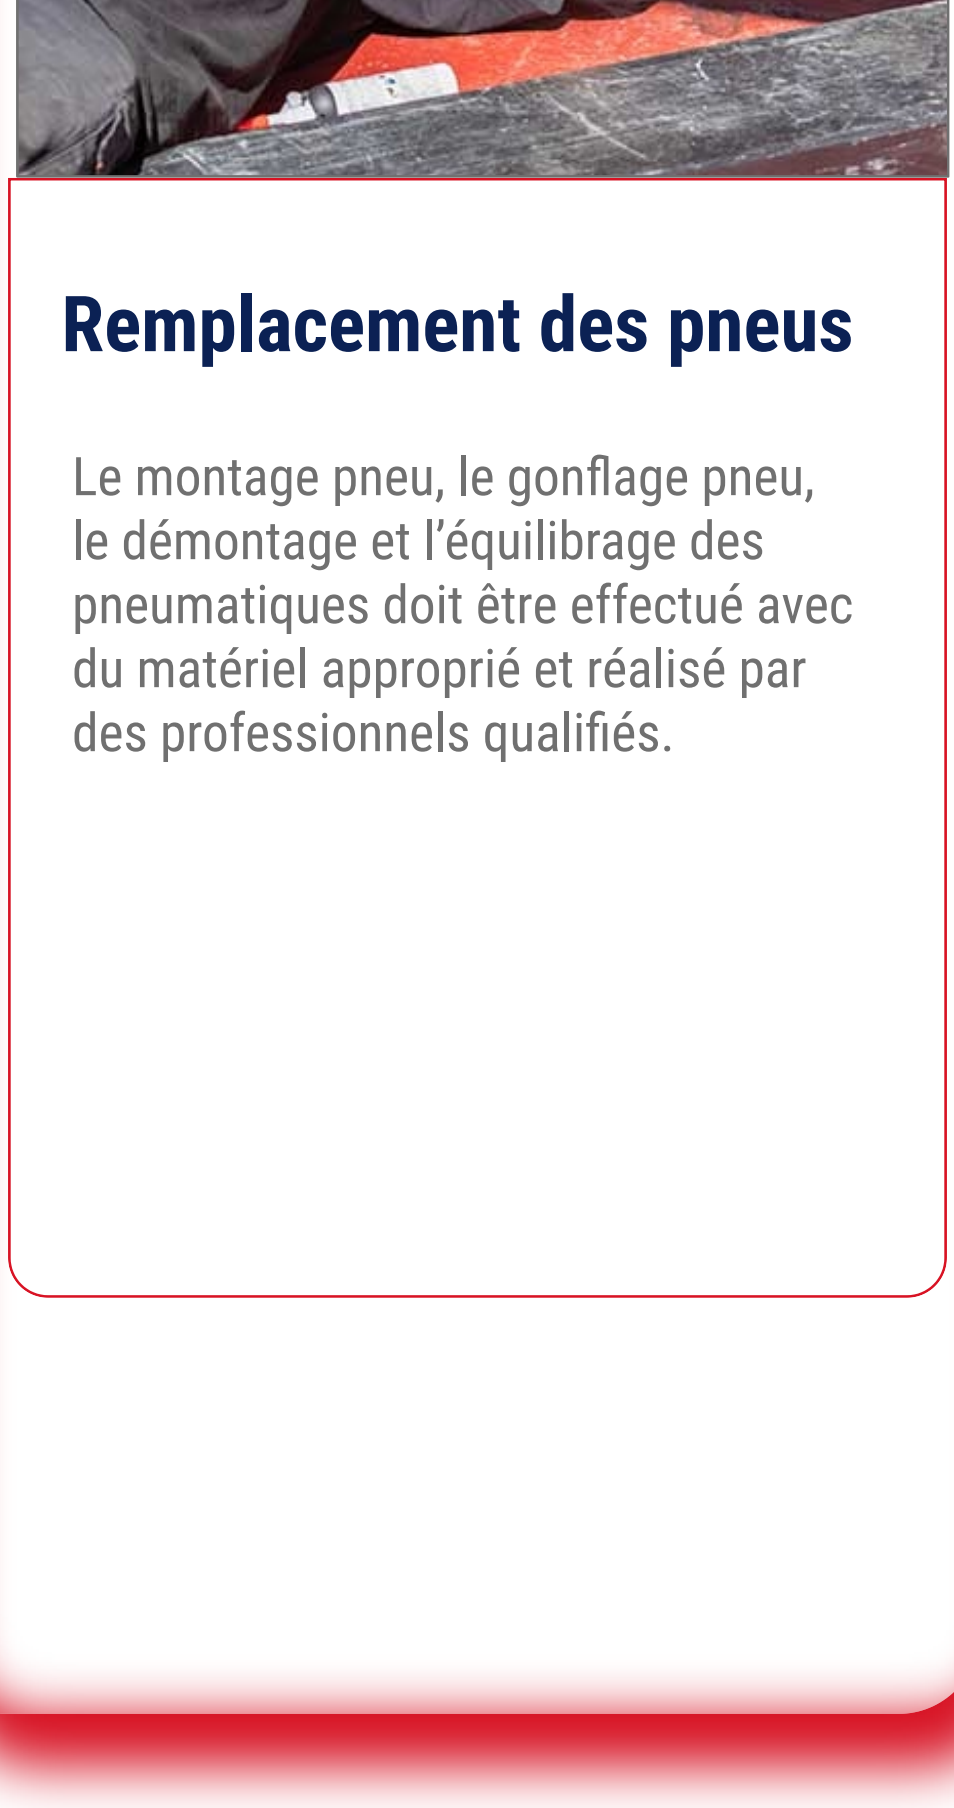 Remplacement des pneus
Le montage pneu, le gonflage pneu,
le démontage et l’équilibrage des
pneumatiques doit être effectué avec
du matériel approprié et réalisé par
des professionnels qualifiés.